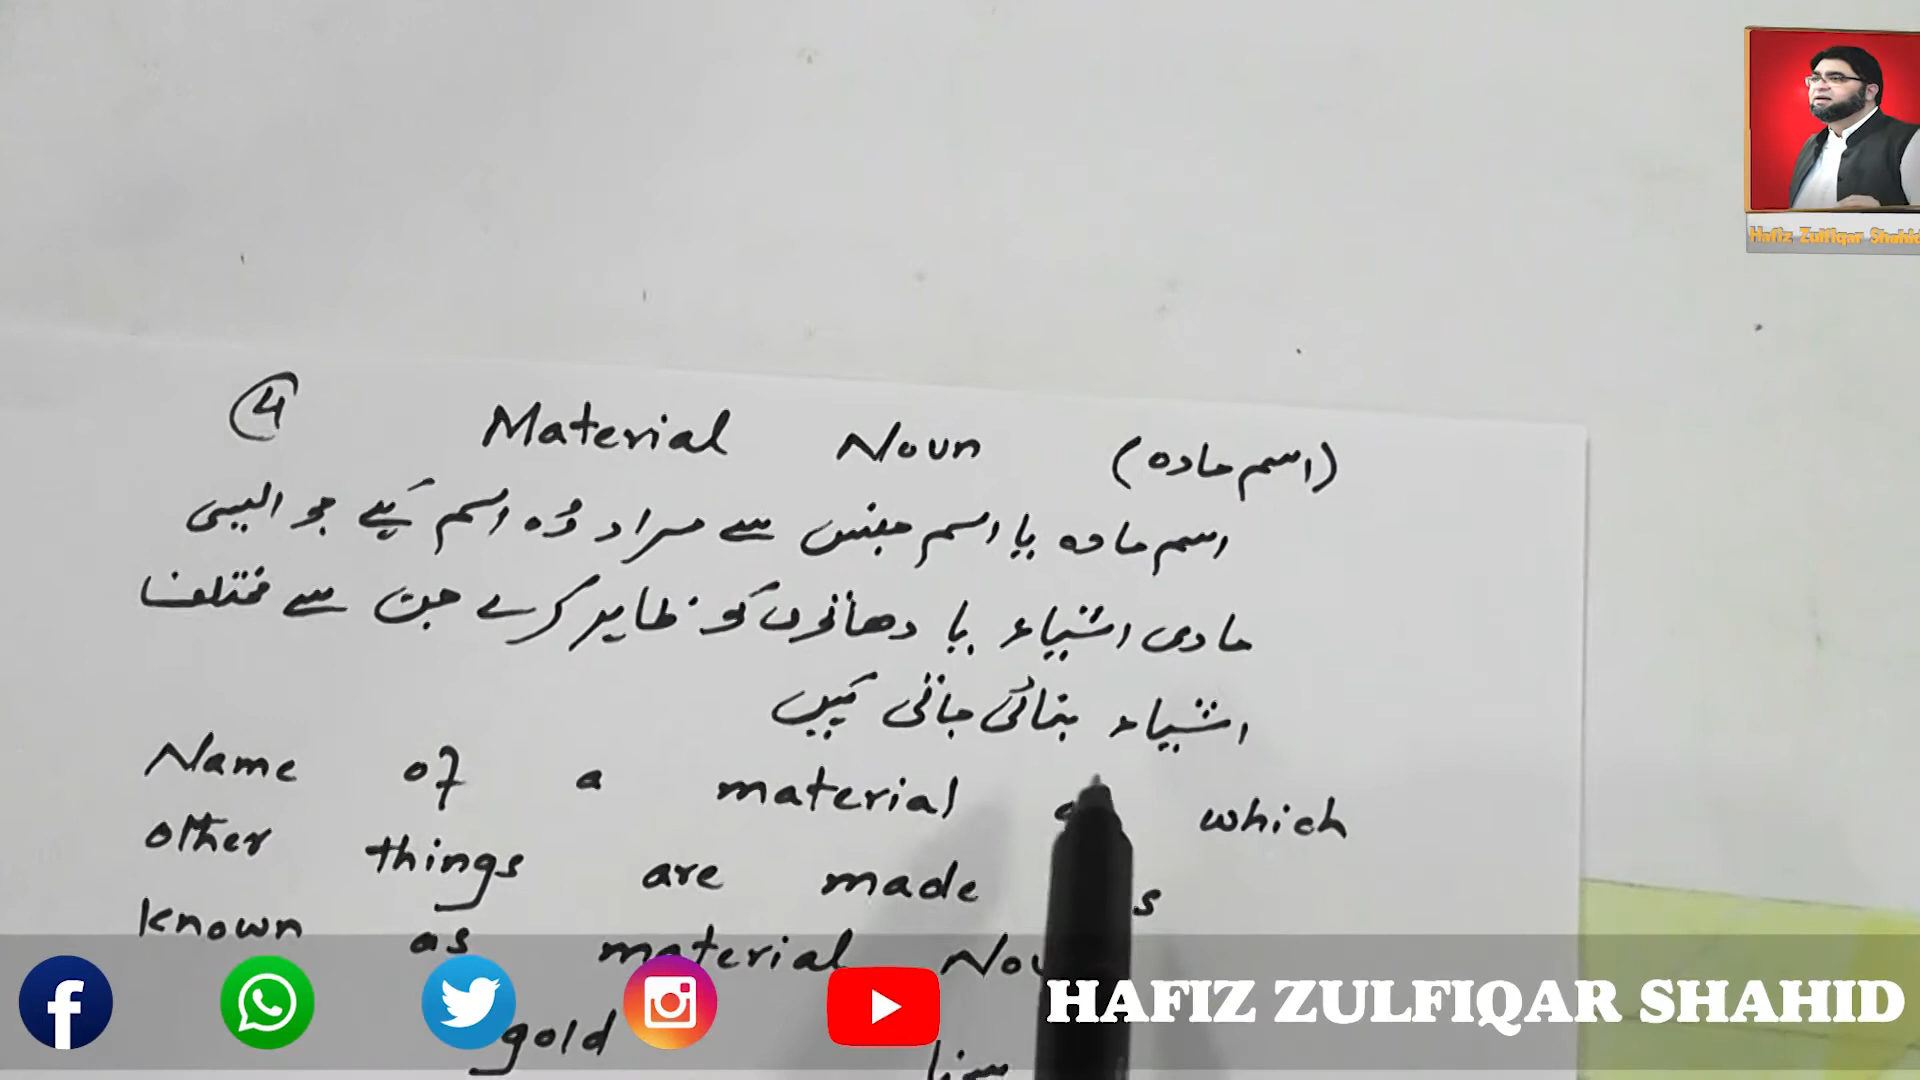 Hafiz Zulfiqar Shahid
4 Material Noun (اسم مادہ)
اسم مادہ یا اسم جنس سے مراد وُہ اسم ہے جو ایسی
مادی اشیاء یا دھاتوں کو ظاہر کرے جن سے مختلف
اشیاء بنائی جاتی ہیں
Name of a material which
other things are made
known as material
gold
HAFIZ ZULFIQAR SHAHID